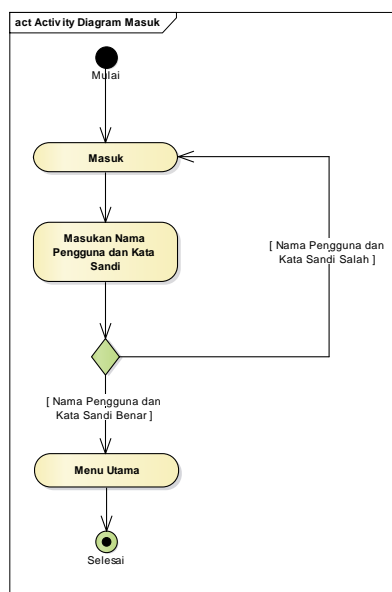 act Activity Diagram Masuk
Mulai
Masuk
Masukan Nama
Pengguna dan Kata
Sandi
[ Nama Pengguna dan
Kata Sandi Salah ]
[ Nama Pengguna dan
Kata Sandi Benar ]
Menu Utama
Selesai